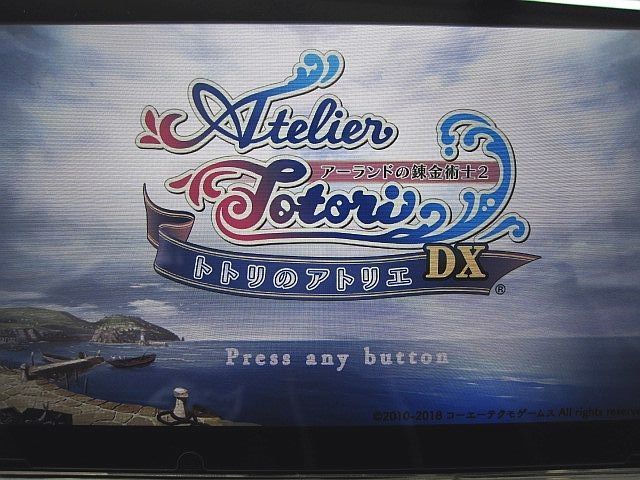 Atelier
アーランドの錬金術士2
Totori
トトリのアトリエ DX ®
Press any button
©2010-2018 コーエーテクモゲームス All rights